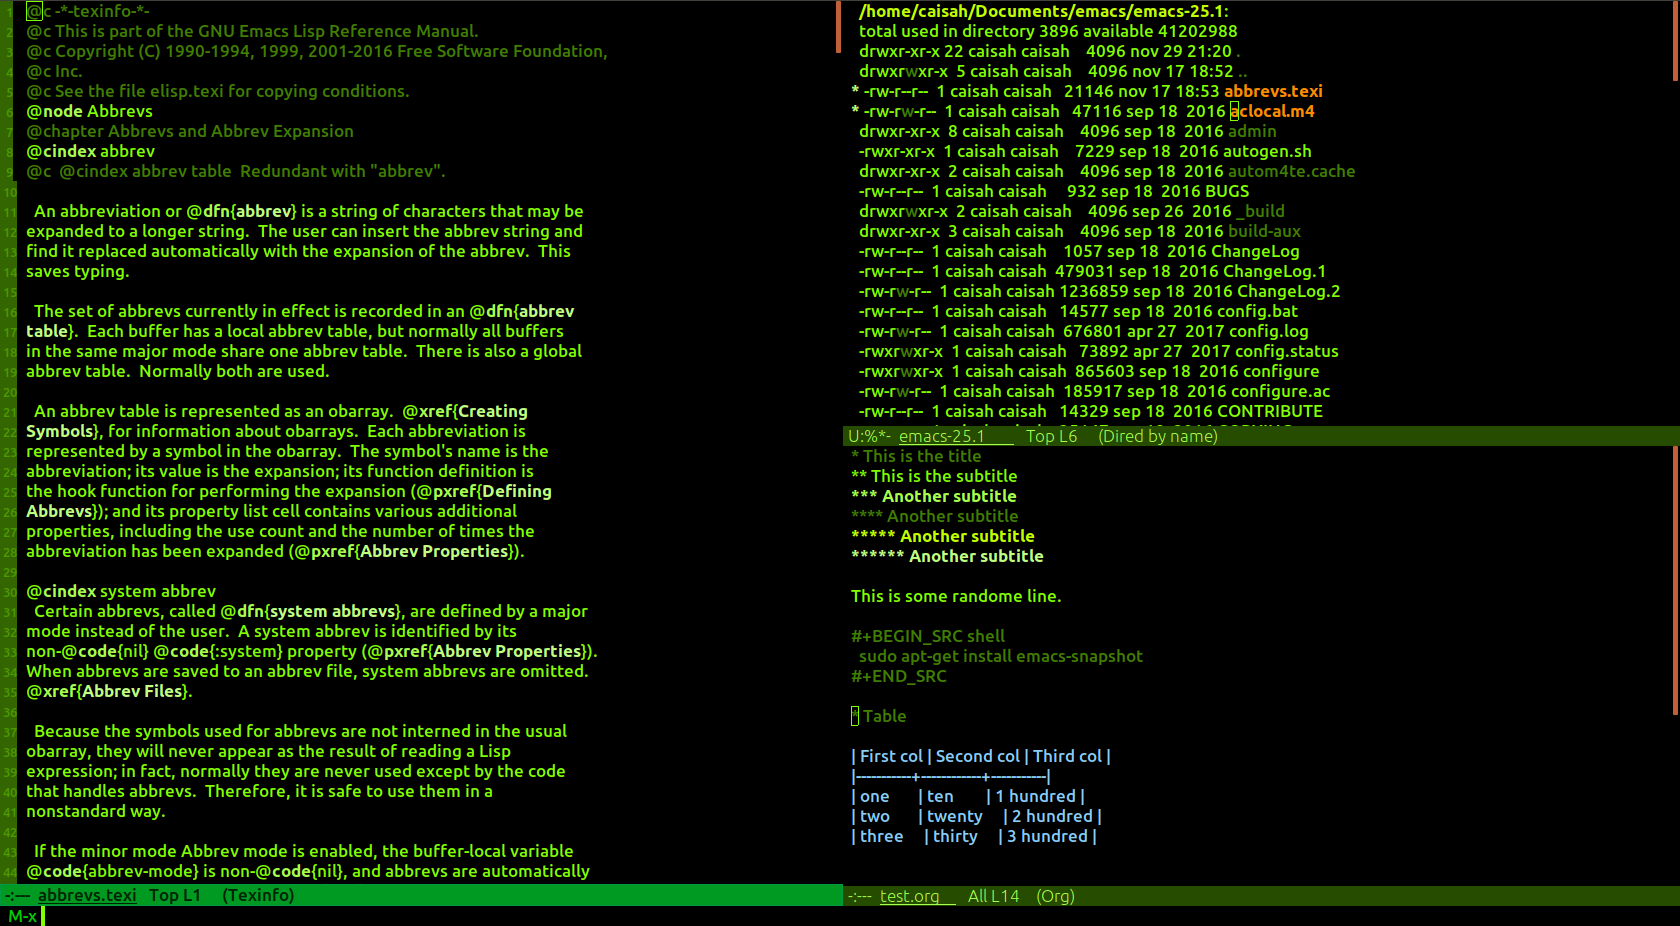 1 @c -*-texinfo-*-
2 @c This is part of the GNU Emacs Lisp Reference Manual.
3 @c Copyright (C) 1990-1994, 1999, 2001-2016 Free Software Foundation,
4 @c Inc.
5 @c See the file elisp.texi for copying conditions.
6 @node Abbrevs
7 @chapter Abbrevs and Abbrev Expansion
8 @cindex abbrev
9 @c  @cindex abbrev table  Redundant with "abbrev".
10
11   An abbreviation or @dfn{abbrev} is a string of characters that may be
12 expanded to a longer string.  The user can insert the abbrev string and
13 find it replaced automatically with the expansion of the abbrev.  This
14 saves typing.
15
16   The set of abbrevs currently in effect is recorded in an @dfn{abbrev
17 table}.  Each buffer has a local abbrev table, but normally all buffers
18 in the same major mode share one abbrev table.  There is also a global
19 abbrev table.  Normally both are used.
20
21   An abbrev table is represented as an obarray.  @xref{Creating
22 Symbols}, for information about obarrays.  Each abbreviation is
23 represented by a symbol in the obarray.  The symbol's name is the
24 abbreviation; its value is the expansion; its function definition is
25 the hook function for performing the expansion (@pxref{Defining
26 Abbrevs}); and its property list cell contains various additional
27 properties, including the use count and the number of times the
28 abbreviation has been expanded (@pxref{Abbrev Properties}).
29
30 @cindex system abbrev
31   Certain abbrevs, called @dfn{system abbrevs}, are defined by a major
32 mode instead of the user.  A system abbrev is identified by its
33 non-@code{nil} @code{:system} property (@pxref{Abbrev Properties}).
34 When abbrevs are saved to an abbrev file, system abbrevs are omitted.
35 @xref{Abbrev Files}.
36
37   Because the symbols used for abbrevs are not interned in the usual
38 obarray, they will never appear as the result of reading a Lisp
39 expression; in fact, normally they are never used except by the code
40 that handles abbrevs.  Therefore, it is safe to use them in a
41 nonstandard way.
42
43   If the minor mode Abbrev mode is enabled, the buffer-local variable
44 @code{abbrev-mode} is non-@code{nil}, and abbrevs are automatically
-:--- abbrevs.texi   Top L1   (Texinfo)
M-x
/home/caisah/Documents/emacs/emacs-25.1:
total used in directory 3896 available 41202988
drwxr-xr-x 22 caisah caisah    4096 nov 29 21:20 .
drwxrwxr-x  5 caisah caisah    4096 nov 17 18:52 ..
* -rw-r--r--  1 caisah caisah   21146 nov 17 18:53 abbrevs.texi
* -rw-rw-r--  1 caisah caisah   47116 sep 18  2016 aclocal.m4
drwxr-xr-x  8 caisah caisah    4096 sep 18  2016 admin
-rwxr-xr-x  1 caisah caisah    7229 sep 18  2016 autogen.sh
drwxr-xr-x  2 caisah caisah    4096 sep 18  2016 autom4te.cache
-rw-r--r--  1 caisah caisah     932 sep 18  2016 BUGS
drwxrwxr-x  2 caisah caisah    4096 sep 26  2016 _build
drwxr-xr-x  3 caisah caisah    4096 sep 18  2016 build-aux
-rw-r--r--  1 caisah caisah    1057 sep 18  2016 ChangeLog
-rw-r--r--  1 caisah caisah  479031 sep 18  2016 ChangeLog.1
-rw-rw-r--  1 caisah caisah 1236859 sep 18  2016 ChangeLog.2
-rw-r--r--  1 caisah caisah   14577 sep 18  2016 config.bat
-rw-rw-r--  1 caisah caisah  676801 apr 27  2017 config.log
-rwxrwxr-x  1 caisah caisah   73892 apr 27  2017 config.status
-rwxrwxr-x  1 caisah caisah  865603 sep 18  2016 configure
-rw-rw-r--  1 caisah caisah  185917 sep 18  2016 configure.ac
-rw-r--r--  1 caisah caisah   14329 sep 18  2016 CONTRIBUTE
U:%*-  emacs-25.1   Top L6   (Dired by name)
* This is the title
** This is the subtitle
*** Another subtitle
**** Another subtitle
***** Another subtitle
****** Another subtitle
This is some randome line.
#+BEGIN_SRC shell
  sudo apt-get install emacs-snapshot
#+END_SRC
* Table
| First col | Second col | Third col |
|-----------+------------+-----------|
| one       | ten        | 1 hundred |
| two       | twenty     | 2 hundred |
| three     | thirty     | 3 hundred |
-:---  test.org   All L14   (Org)